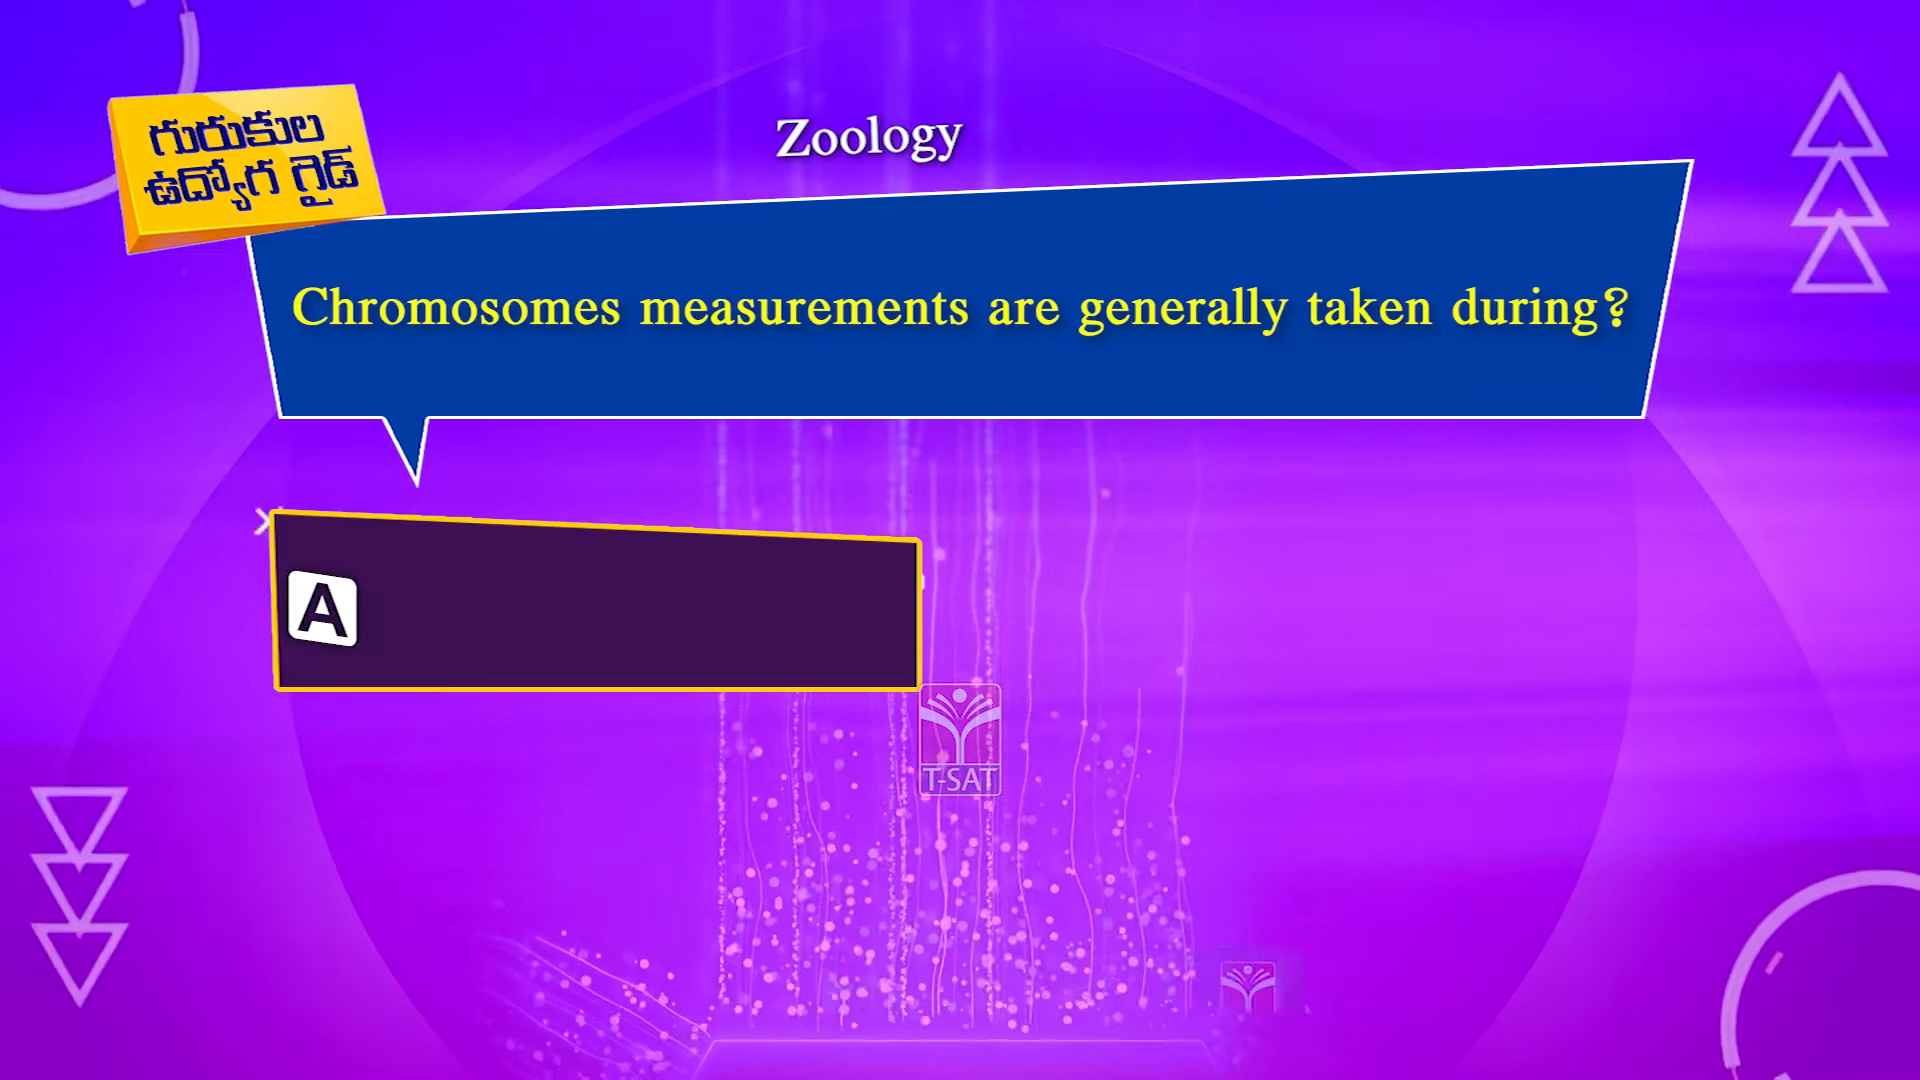 గురుకుల
ఉద్యోగ గైడ్
Zoology
Chromosomes measurements are generally taken during?
A
T-SAT